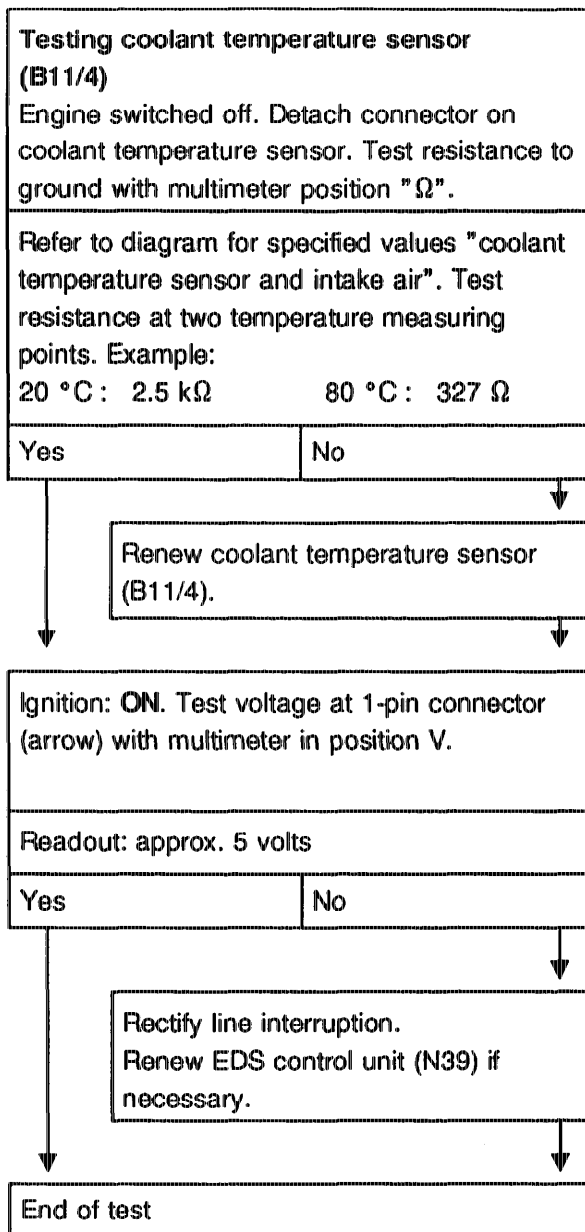 Testing coolant temperature sensor
(B11/4)
Engine switched off. Detach connector on
coolant temperature sensor. Test resistance to
ground with multimeter position "Ω".
Refer to diagram for specified values "coolant
temperature sensor and intake air". Test
resistance at two temperature measuring
points. Example:
20 °C : 2.5 kΩ 80 °C : 327 Ω
Yes No
Renew coolant temperature sensor
(B11/4).
Ignition: ON. Test voltage at 1-pin connector
(arrow) with multimeter in position V.
Readout: approx. 5 volts
Yes No
Rectify line interruption.
Renew EDS control unit (N39) if
necessary.
End of test